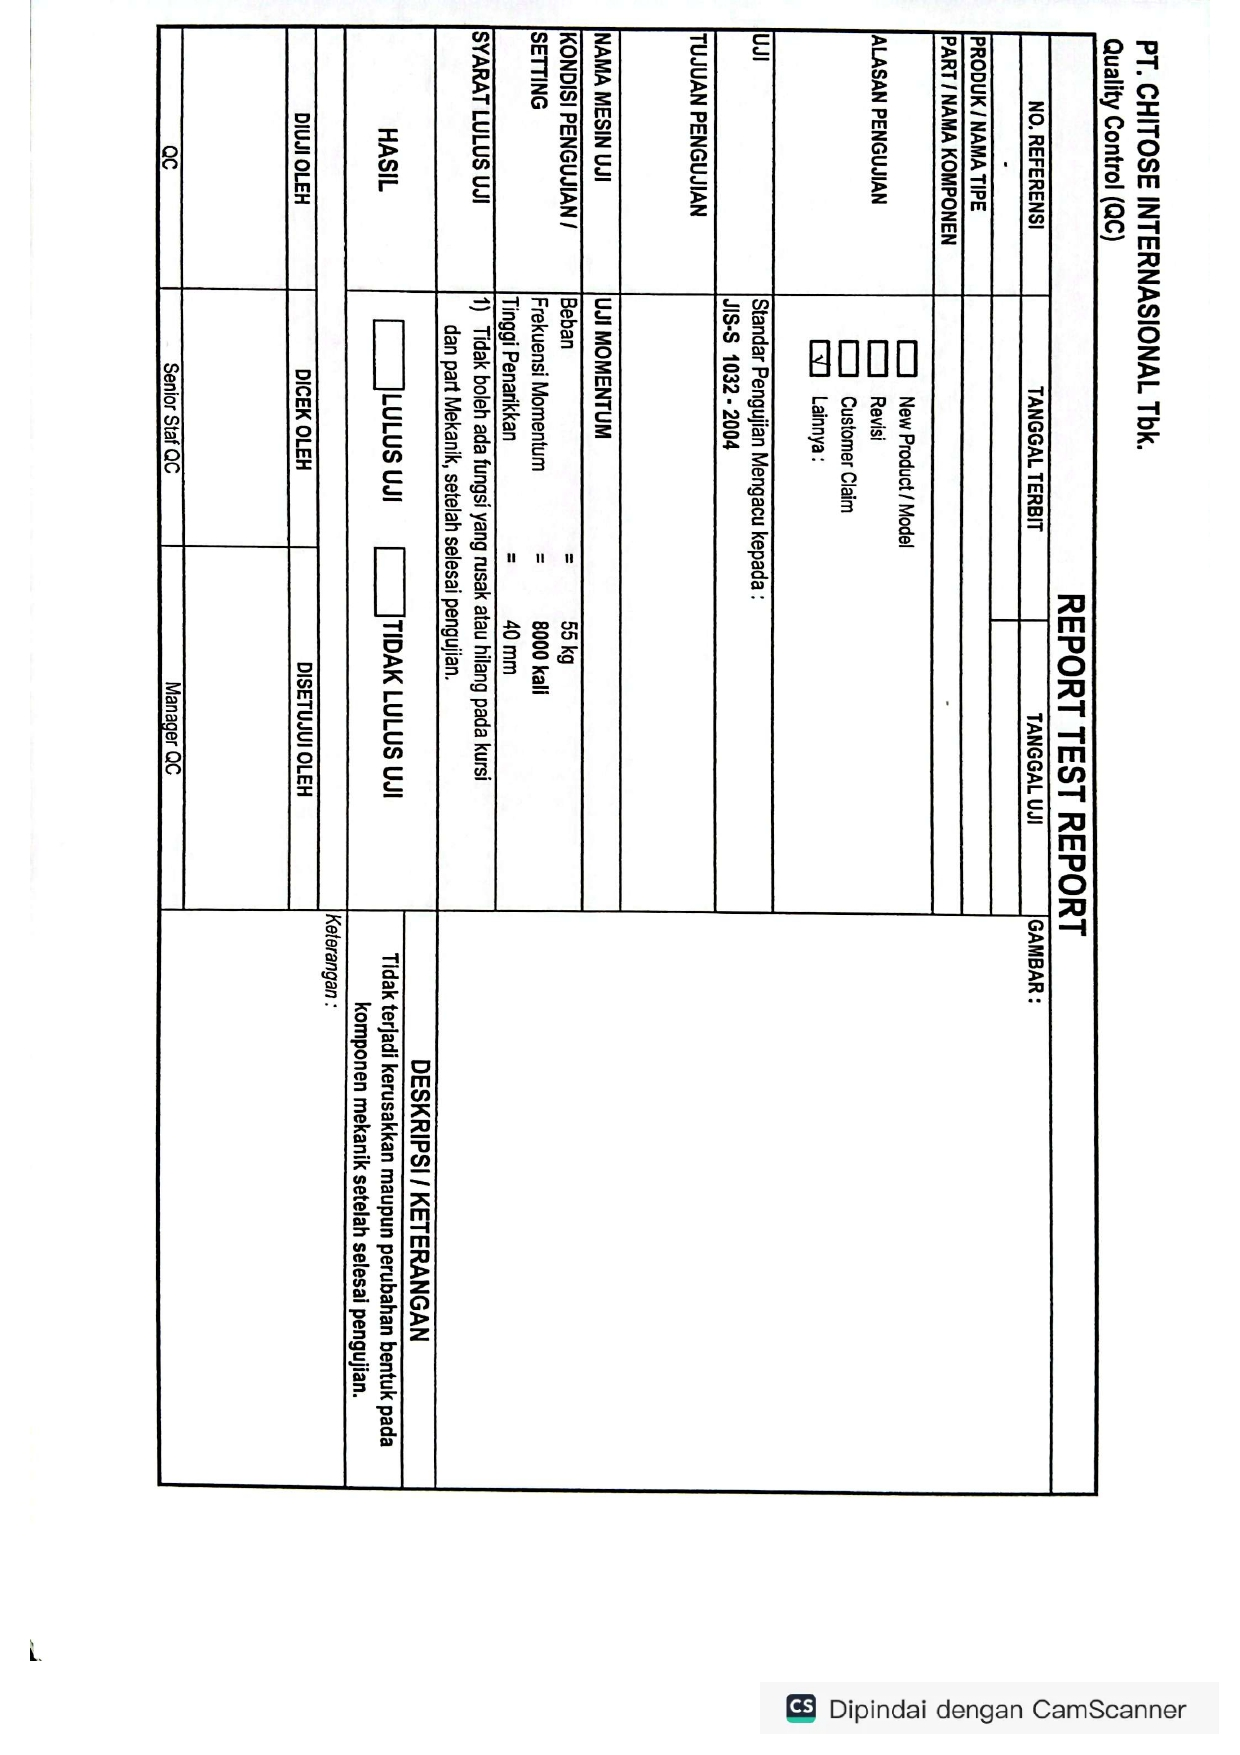 PT. CHITOSE INTERNASIONAL Tbk.
Quality Control (QC)
REPORT TEST REPORT
NO. REFERENSI
TANGGAL TERBIT
TANGGAL UJI
GAMBAR :
-
PRODUK / NAMA TIPE
PART / NAMA KOMPONEN
ALASAN PENGUJIAN
New Product / Model
Revisi
Customer Claim
√ Lainnya :
UJI
Standar Pengujian Mengacu kepada :
JIS-S 1032 - 2004
TUJUAN PENGUJIAN
NAMA MESIN UJI
UJI MOMENTUM
KONDISI PENGUJIAN /
SETTING
Beban = 55 kg
Frekuensi Momentum = 8000 kali
Tinggi Penarikkan = 40 mm
SYARAT LULUS UJI
1) Tidak boleh ada fungsi yang rusak atau hilang pada kursi
dan part Mekanik, setelah selesai pengujian.
DESKRIPSI / KETERANGAN
HASIL
LULUS UJI
TIDAK LULUS UJI
Tidak terjadi kerusakkan maupun perubahan bentuk pada
komponen mekanik setelah selesai pengujian.
Keterangan :
DIUJI OLEH
DICEK OLEH
DISETUJUI OLEH
QC
Senior Staf QC
Manager QC
CS Dipindai dengan CamScanner